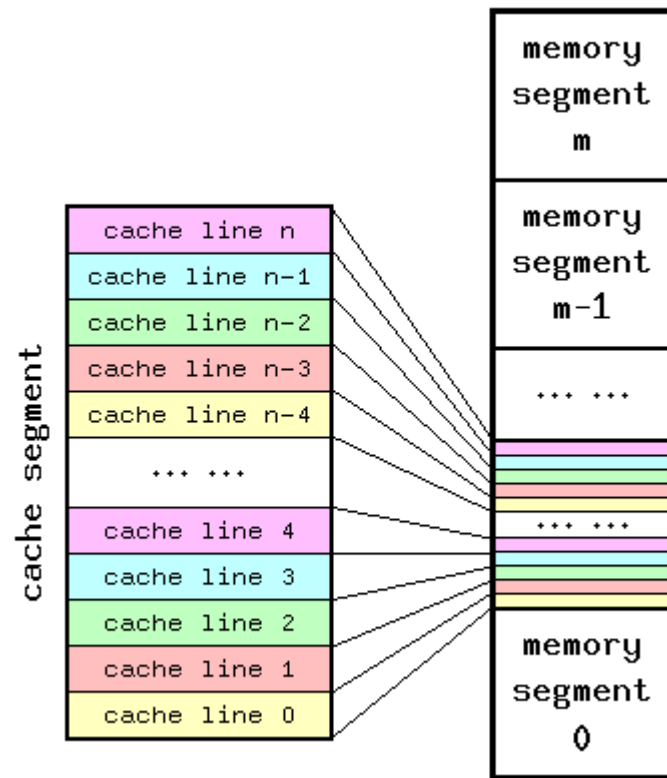 cache segment
cache line n
cache line n-1
cache line n-2
cache line n-3
cache line n-4
... ...
cache line 4
cache line 3
cache line 2
cache line 1
cache line 0
memory
segment
m
memory
segment
m-1
... ...
... ...
memory
segment
0